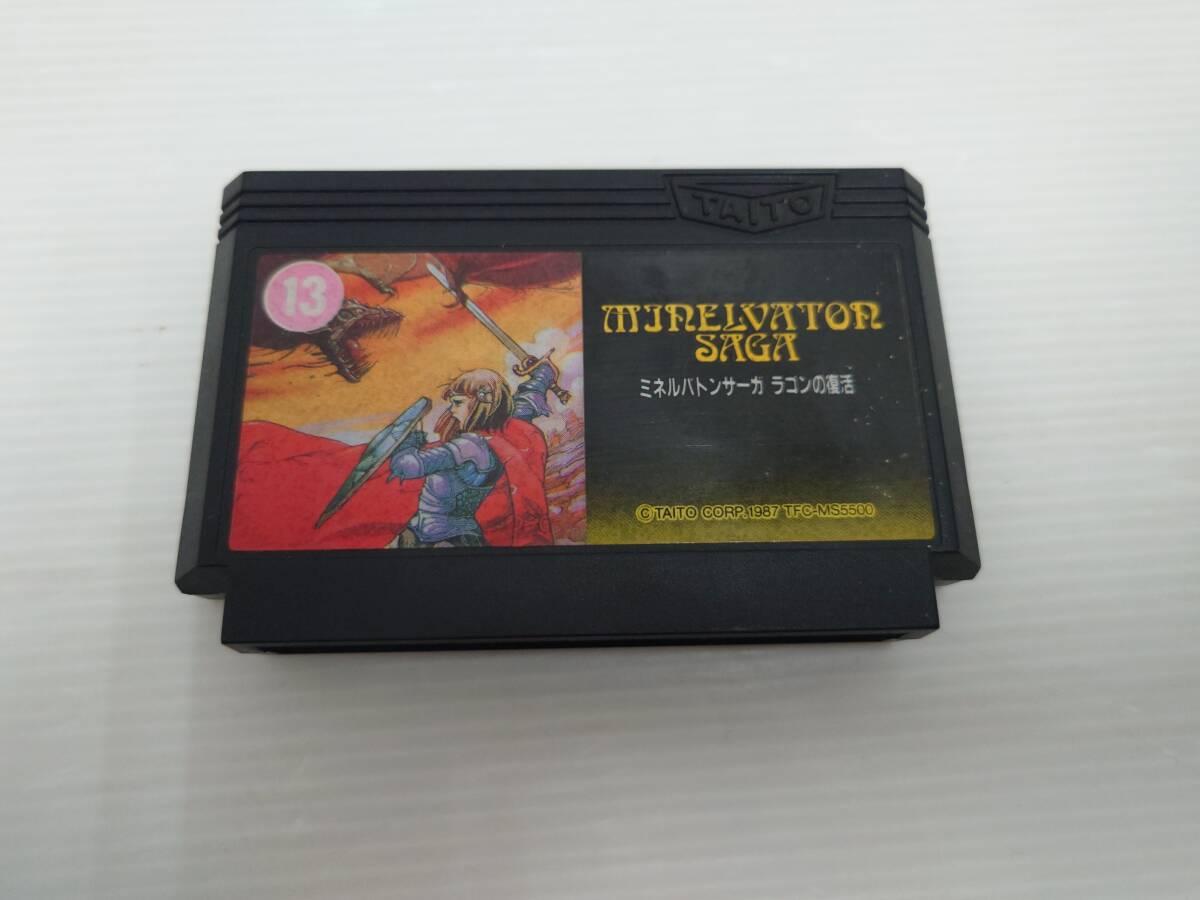 TAITO
13
MINELVATON
SAGA
ミネルバトンサーガ ラゴンの復活
©TAITO CORP. 1987 TFC-MS5500